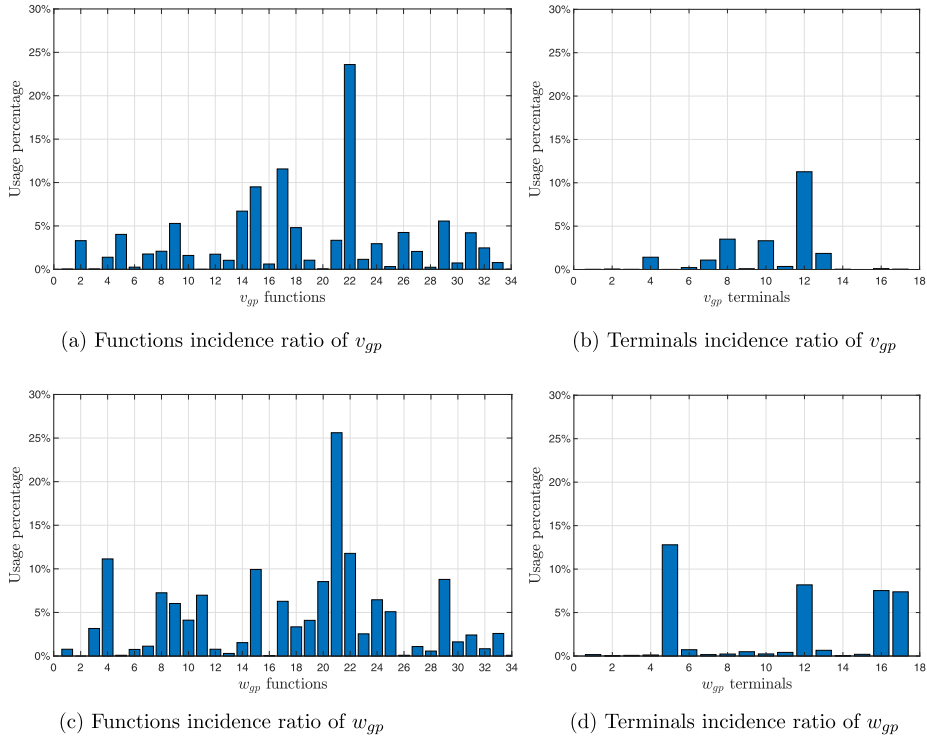 30%
25%
20%
15%
10%
5%
0%
Usage percentage
0 2 4 6 8 10 12 14 16 18 20 22 24 26 28 30 32 34
v_gp functions
(a) Functions incidence ratio of v_gp
30%
25%
20%
15%
10%
5%
0%
Usage percentage
0 2 4 6 8 10 12 14 16 18
v_gp terminals
(b) Terminals incidence ratio of v_gp
30%
25%
20%
15%
10%
5%
0%
Usage percentage
0 2 4 6 8 10 12 14 16 18 20 22 24 26 28 30 32 34
w_gp functions
(c) Functions incidence ratio of w_gp
30%
25%
20%
15%
10%
5%
0%
Usage percentage
0 2 4 6 8 10 12 14 16 18
w_gp terminals
(d) Terminals incidence ratio of w_gp